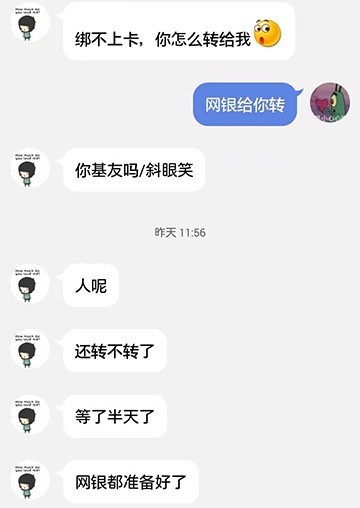 绑不上卡，你怎么转给我
网银给你转
你基友吗/斜眼笑
昨天 11:56
人呢
还转不转了
等了半天了
网银都准备好了